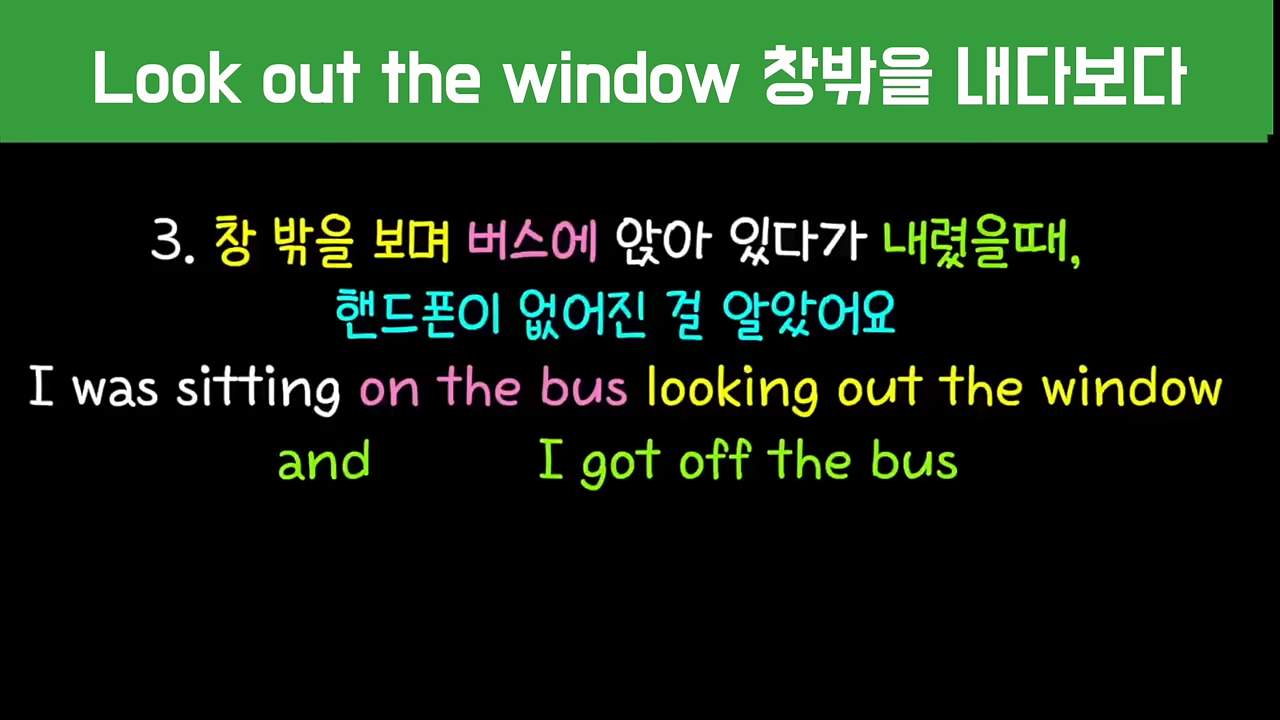 Look out the window 창밖을 내다보다
3. 창 밖을 보며 버스에 앉아 있다가 내렸을때,
핸드폰이 없어진 걸 알았어요
I was sitting on the bus looking out the window
and I got off the bus